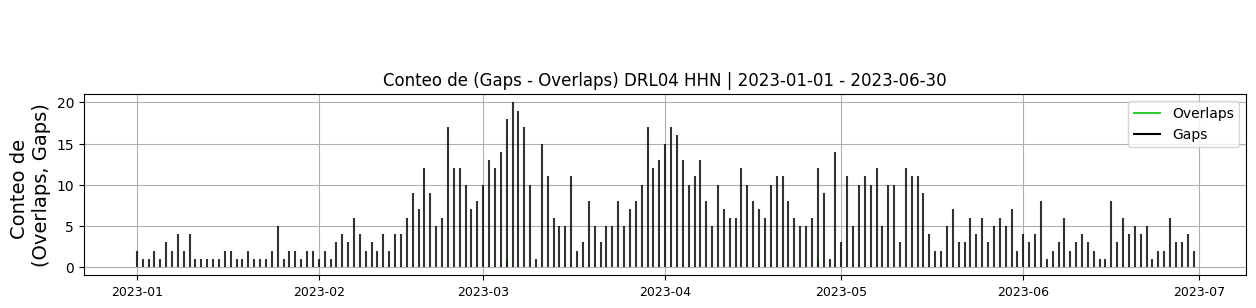 Conteo de (Gaps - Overlaps) DRL04 HHN | 2023-01-01 - 2023-06-30
Conteo de
(Overlaps, Gaps)
20
15
10
5
0
Overlaps
Gaps
2023-01
2023-02
2023-03
2023-04
2023-05
2023-06
2023-07